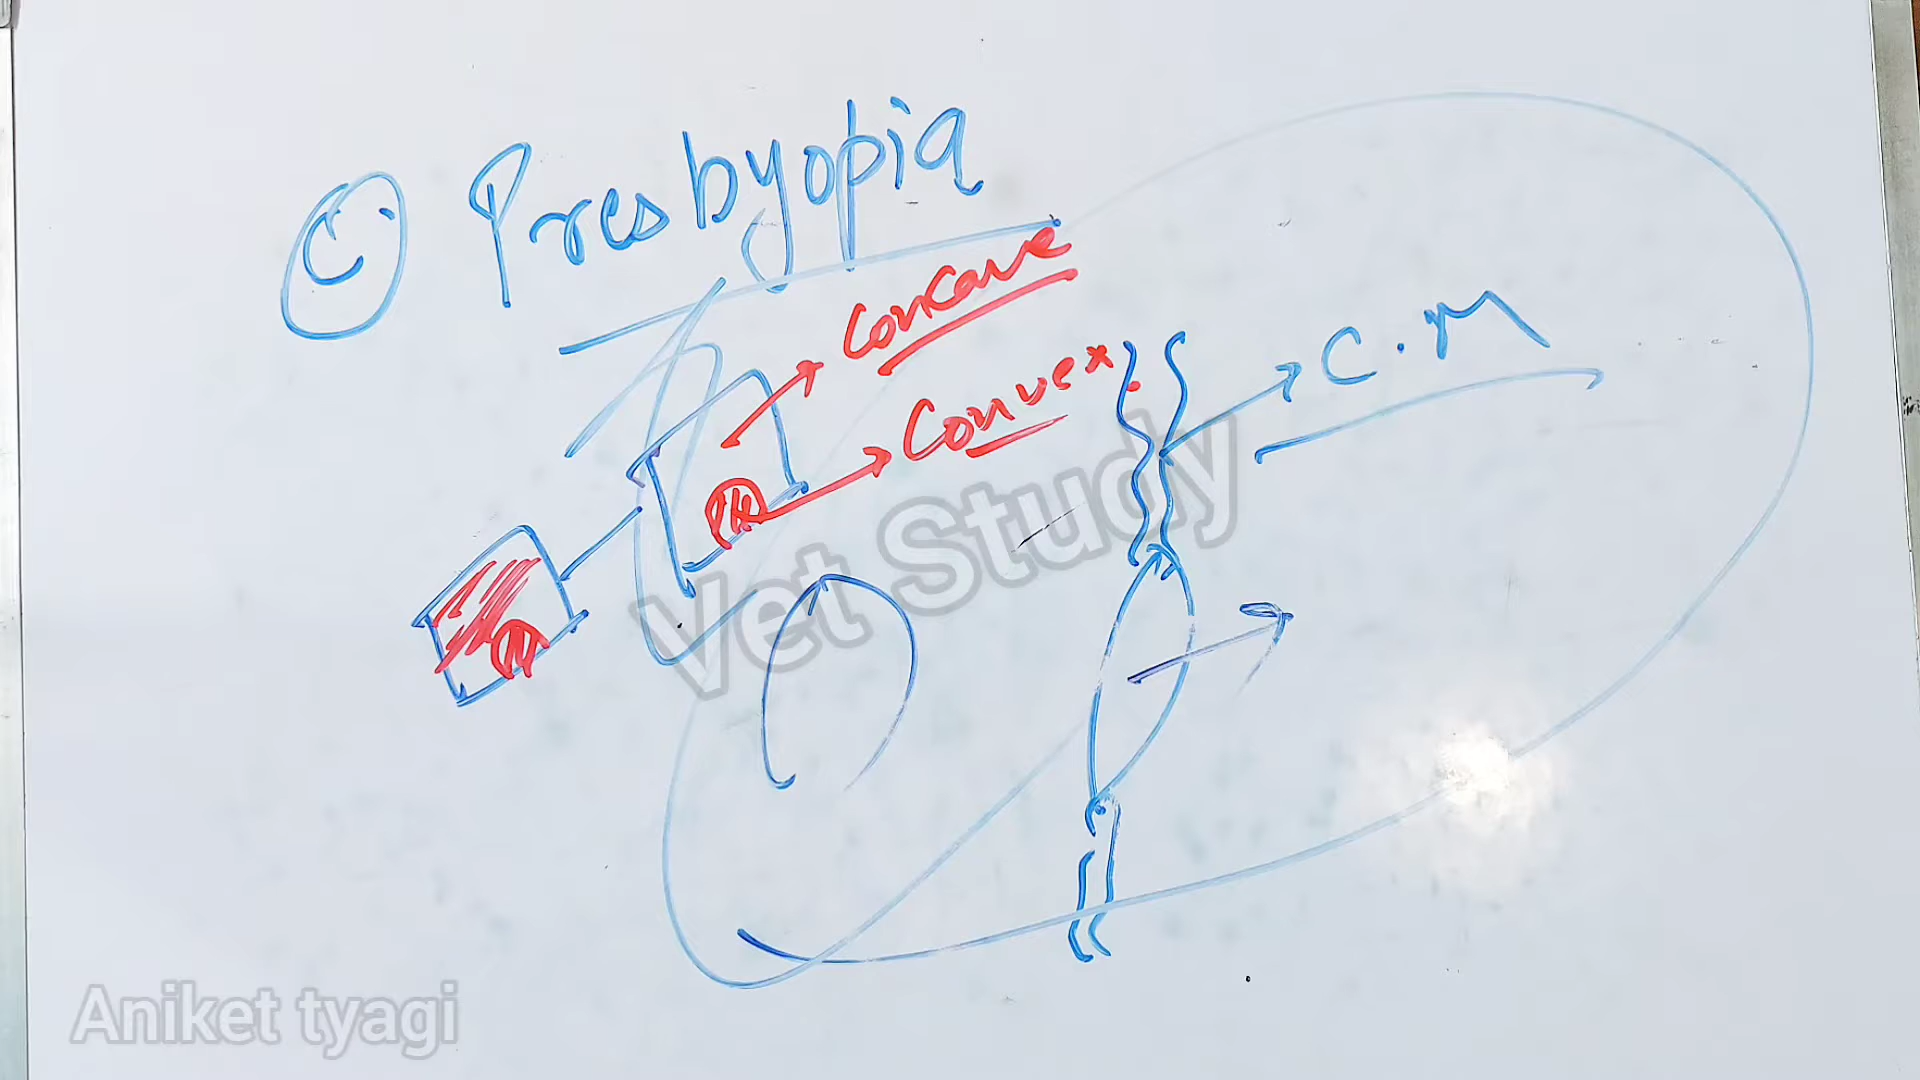 C Presbyopia
Concave
Convex
C.M
Vet Study
Aniket tyagi